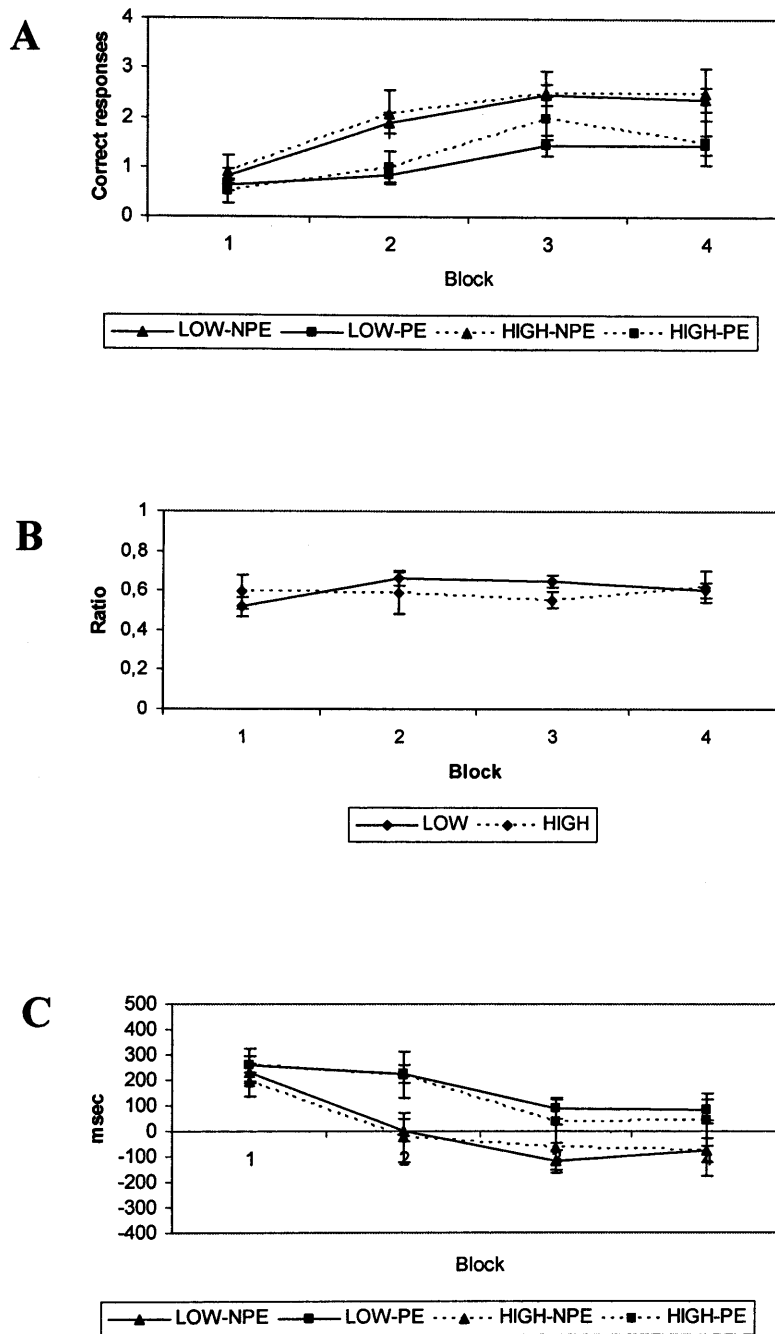 A
4
3
2
1
0
Correct responses
1 2 3 4
Block
LOW-NPE LOW-PE HIGH-NPE HIGH-PE
B
1
0,8
0,6
0,4
0,2
0
Ratio
1 2 3 4
Block
LOW HIGH
C
500
400
300
200
100
0
-100
-200
-300
-400
msec
1 2
Block
LOW-NPE LOW-PE HIGH-NPE HIGH-PE